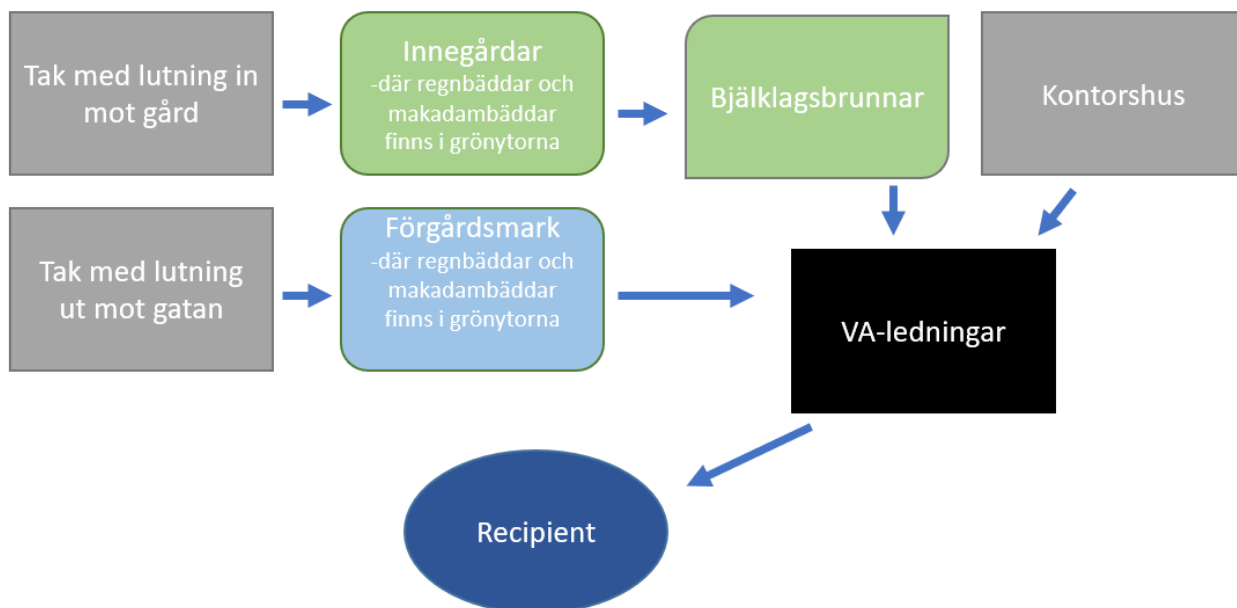 Tak med lutning in
mot gård
Innegårdar
-där regnbäddar och
makadambäddar
finns i grönytorna
Bjälklagsbrunnar
Kontorshus
Tak med lutning
ut mot gatan
Förgårdsmark
-där regnbäddar och
makadambäddar
finns i grönytorna
VA-ledningar
Recipient